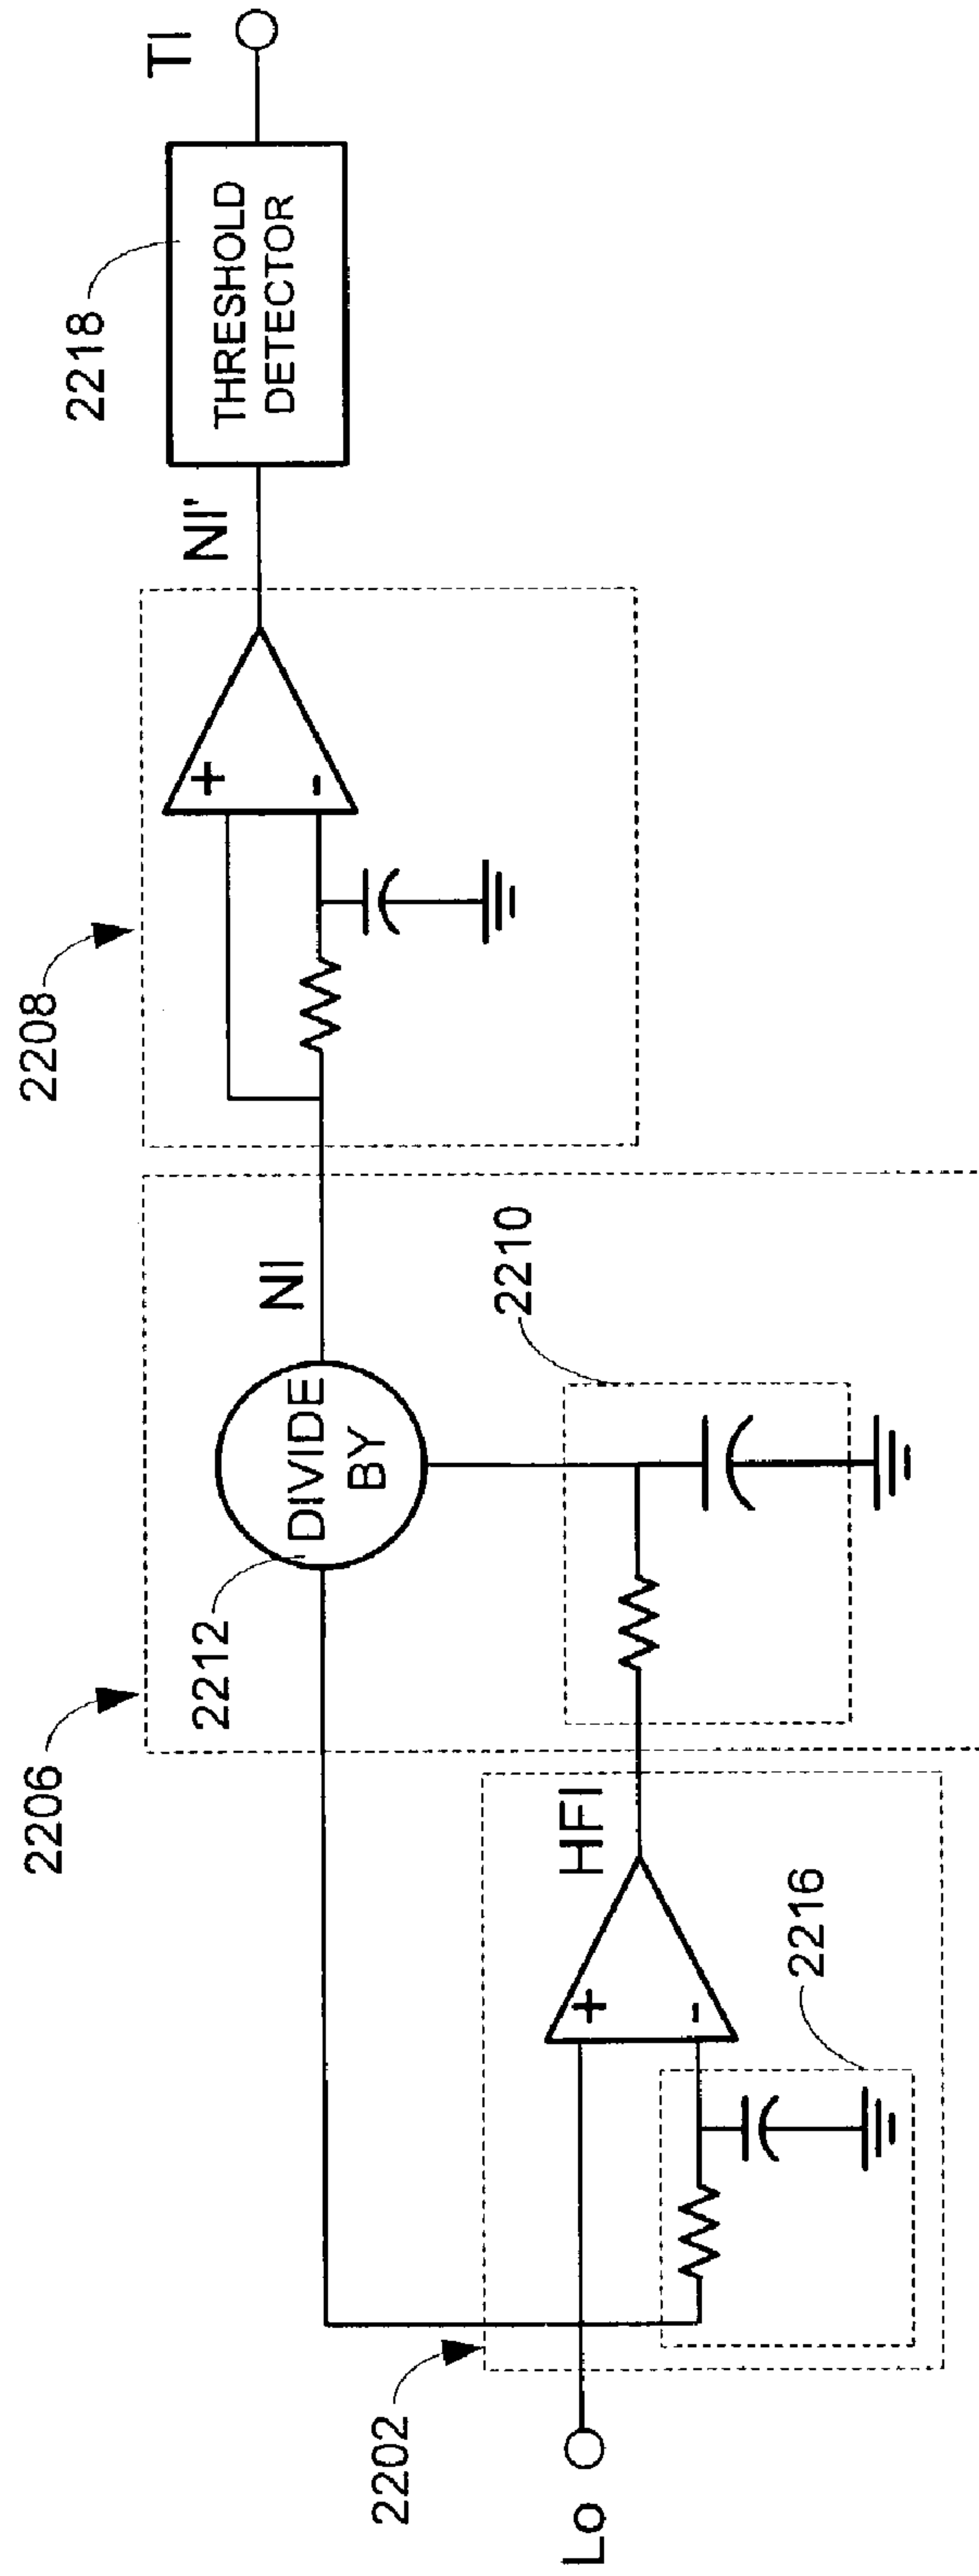 2206
2208
2218
TI
2212
DIVIDE
BY
NI
NI'
THRESHOLD
DETECTOR
2210
2202
HFI
+
-
+
-
2216
Lo